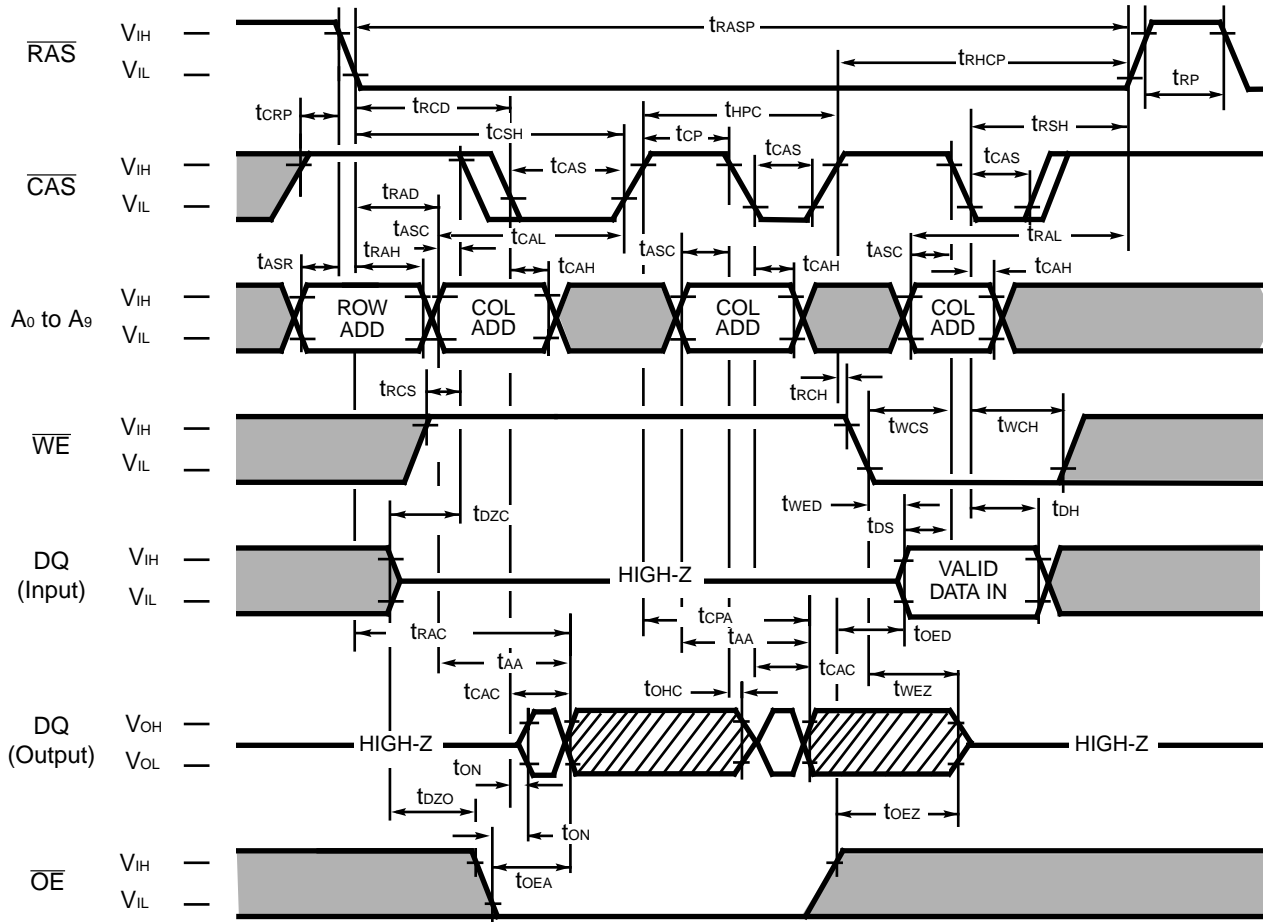 VIH tRASP
RAS
VIL tRHCP
tRP
tCRP tRCD tHPC
tCSH tCP tRSH
VIH tCAS tCAS tCAS
CAS
VIL tRAD
tASC tCAL tRAL
tASR tRAH tCAH tASC tCAH tASC tCAH
VIH
A0 to A9 ROW ADD COL ADD COL ADD COL ADD
VIL
tRCS tRCH
VIH tWCS tWCH
WE
VIL
tDZC tWED tDS tDH
DQ VIH
(Input) HIGH-Z VALID DATA IN
VIL
tCPA
tRAC tAA tOED
tAA tCAC
tCAC tOHC tWEZ
DQ VOH
(Output) HIGH-Z HIGH-Z
VOL
tON
tDZO tON tOEZ
VIH
OE tOEA
VIL